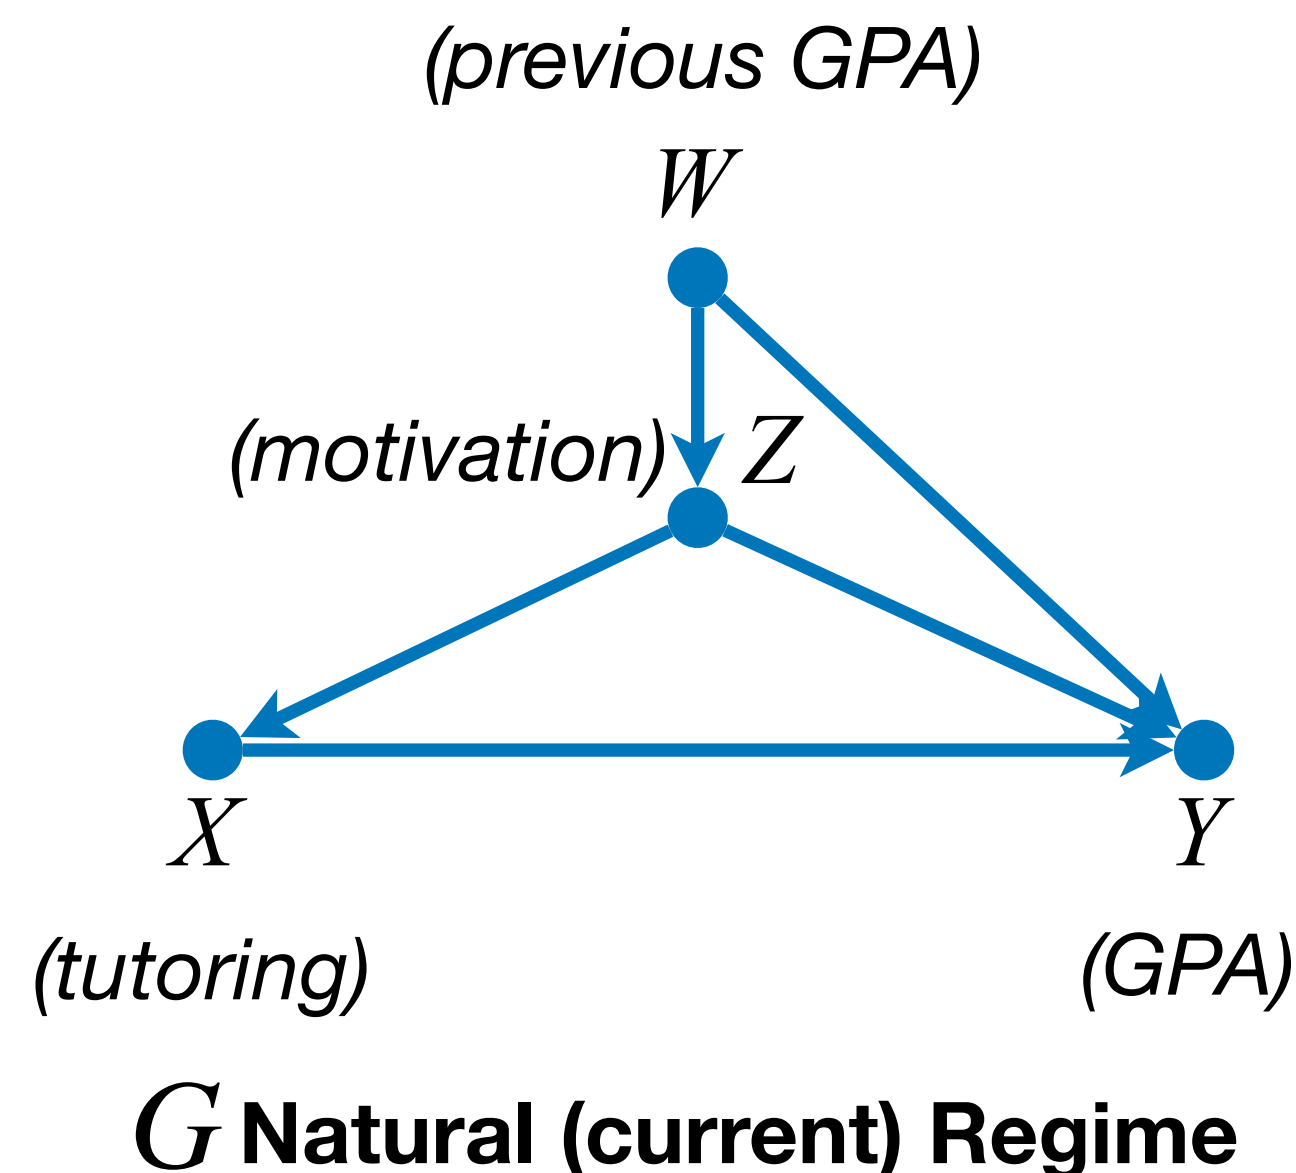 (previous GPA)
W
(motivation) Z
X
Y
(tutoring)
(GPA)
G Natural (current) Regime